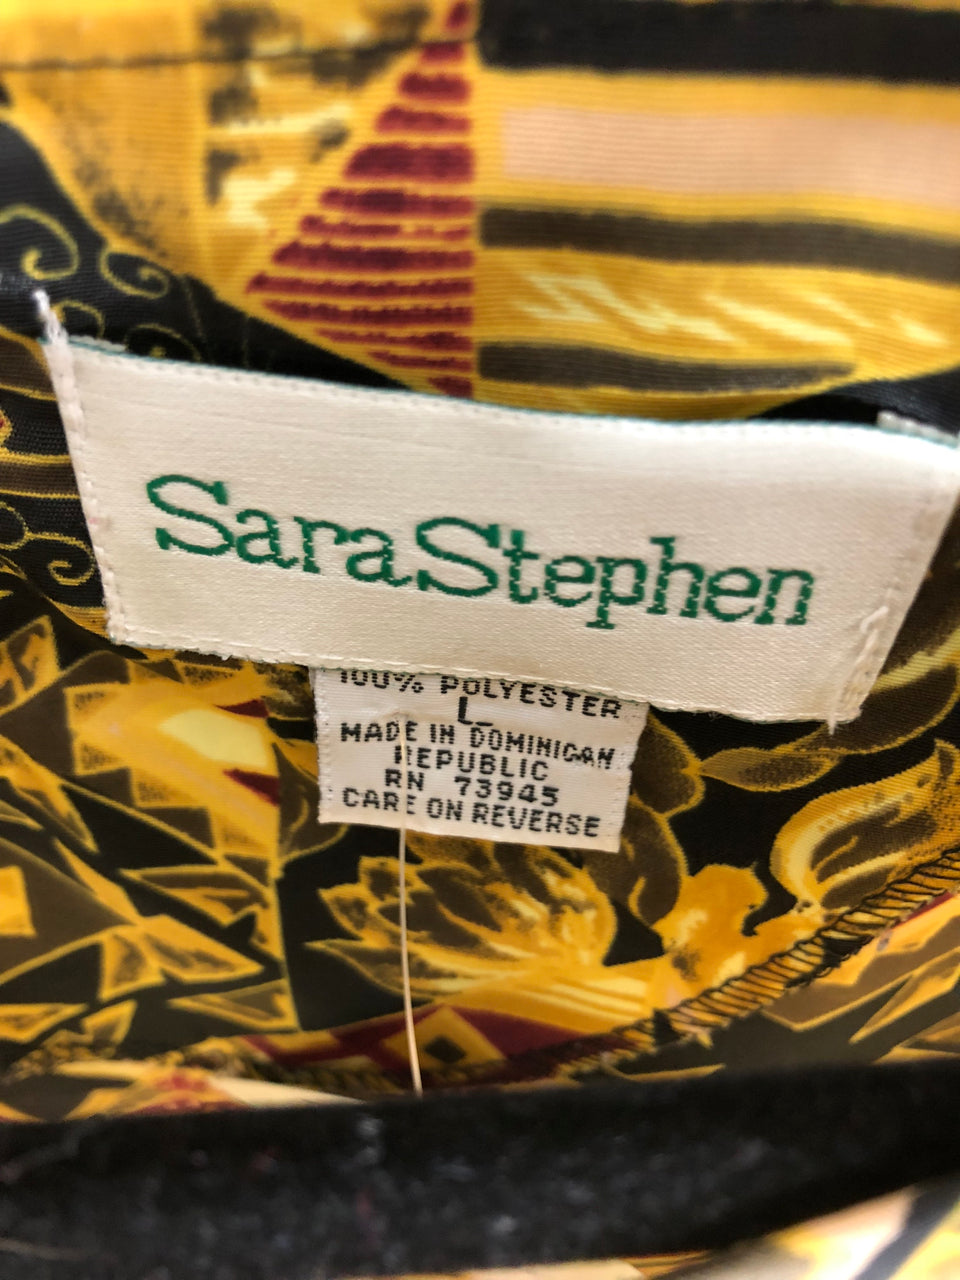 Sara Stephen
100% POLYESTER
L
MADE IN DOMINICAN
REPUBLIC
RN 73945
CARE ON REVERSE